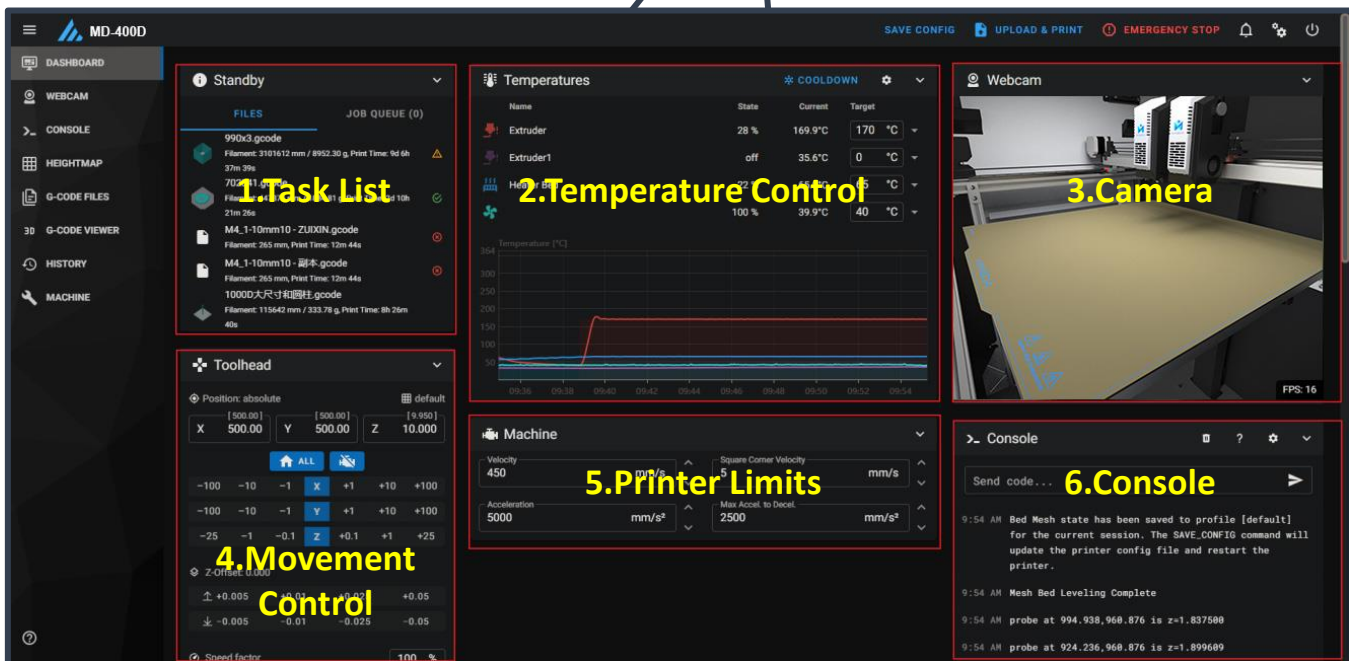 MD-400D
SAVE CONFIG
UPLOAD & PRINT
EMERGENCY STOP
DASHBOARD
WEBCAM
CONSOLE
HEIGHTMAP
G-CODE FILES
3D G-CODE VIEWER
HISTORY
MACHINE
Standby
FILES JOB QUEUE (0)
990x3.gcode
Filament: 3101612 mm / 8952.30 g, Print Time: 9d 6h
37m 39s
1.Task List
21m 26s
M4_1-10mm10 - ZUIXIN.gcode
Filament: 265 mm, Print Time: 12m 44s
M4_1-10mm10 - 副本.gcode
Filament: 265 mm, Print Time: 12m 44s
1000D大尺寸和圆柱.gcode
Filament: 115642 mm / 333.78 g, Print Time: 8h 26m
40s
Temperatures
COOLDOWN
Name State Current Target
Extruder 28 % 169.9°C 170 °C
Extruder1 off 35.6°C 0 °C
Heater Bed °C
2.Temperature Control
100 % 39.9°C 40 °C
Temperature [°C]
364
300
250
200
150
100
50
09:36 09:38 09:40 09:42 09:44 09:46 09:48 09:50 09:52 09:54
Webcam
3.Camera
FPS: 16
Toolhead
Position: absolute default
[500.00] [500.00] [9.950]
X 500.00 Y 500.00 Z 10.000
ALL
-100 -10 -1 X +1 +10 +100
-100 -10 -1 Y +1 +10 +100
-25 -1 -0.1 Z +0.1 +1 +25
4.Movement
Control
Z-Offset: 0.000
+0.005 +0.01 +0.025 +0.05
-0.005 -0.01 -0.025 -0.05
Speed factor 100 %
Machine
Velocity
450 mm/s
Square Corner Velocity
5 mm/s
5.Printer Limits
Acceleration
5000 mm/s²
Max Accel. to Decel.
2500 mm/s²
Console
?
Send code...
6.Console
9:54 AM Bed Mesh state has been saved to profile [default]
for the current session. The SAVE_CONFIG command will
update the printer config file and restart the
printer.
9:54 AM Mesh Bed Leveling Complete
9:54 AM probe at 994.938,960.876 is z=1.837500
9:54 AM probe at 924.236,960.876 is z=1.899609